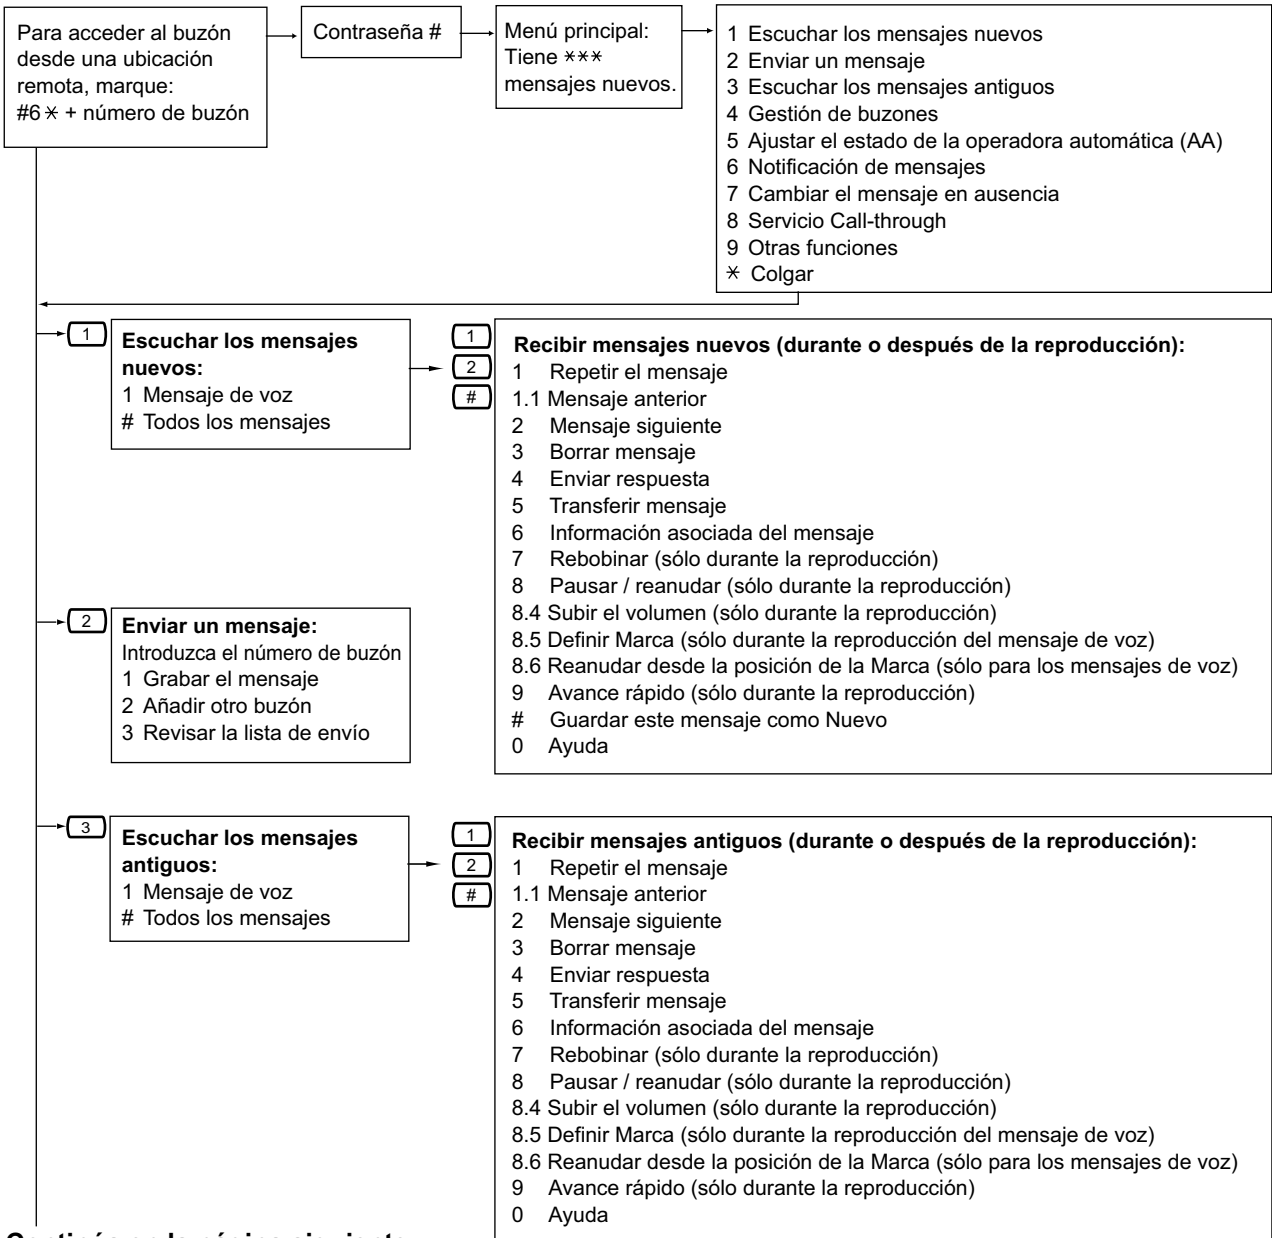 Para acceder al buzón
desde una ubicación
remota, marque:
#6* + número de buzón
Contraseña #
Menú principal:
Tiene ***
mensajes nuevos.
1 Escuchar los mensajes nuevos
2 Enviar un mensaje
3 Escuchar los mensajes antiguos
4 Gestión de buzones
5 Ajustar el estado de la operadora automática (AA)
6 Notificación de mensajes
7 Cambiar el mensaje en ausencia
8 Servicio Call-through
9 Otras funciones
* Colgar
1
Escuchar los mensajes
nuevos:
1 Mensaje de voz
# Todos los mensajes
1
2
#
Recibir mensajes nuevos (durante o después de la reproducción):
1 Repetir el mensaje
1.1 Mensaje anterior
2 Mensaje siguiente
3 Borrar mensaje
4 Enviar respuesta
5 Transferir mensaje
6 Información asociada del mensaje
7 Rebobinar (sólo durante la reproducción)
8 Pausar / reanudar (sólo durante la reproducción)
8.4 Subir el volumen (sólo durante la reproducción)
8.5 Definir Marca (sólo durante la reproducción del mensaje de voz)
8.6 Reanudar desde la posición de la Marca (sólo para los mensajes de voz)
9 Avance rápido (sólo durante la reproducción)
# Guardar este mensaje como Nuevo
0 Ayuda
2
Enviar un mensaje:
Introduzca el número de buzón
1 Grabar el mensaje
2 Añadir otro buzón
3 Revisar la lista de envío
3
Escuchar los mensajes
antiguos:
1 Mensaje de voz
# Todos los mensajes
1
2
#
Recibir mensajes antiguos (durante o después de la reproducción):
1 Repetir el mensaje
1.1 Mensaje anterior
2 Mensaje siguiente
3 Borrar mensaje
4 Enviar respuesta
5 Transferir mensaje
6 Información asociada del mensaje
7 Rebobinar (sólo durante la reproducción)
8 Pausar / reanudar (sólo durante la reproducción)
8.4 Subir el volumen (sólo durante la reproducción)
8.5 Definir Marca (sólo durante la reproducción del mensaje de voz)
8.6 Reanudar desde la posición de la Marca (sólo para los mensajes de voz)
9 Avance rápido (sólo durante la reproducción)
0 Ayuda